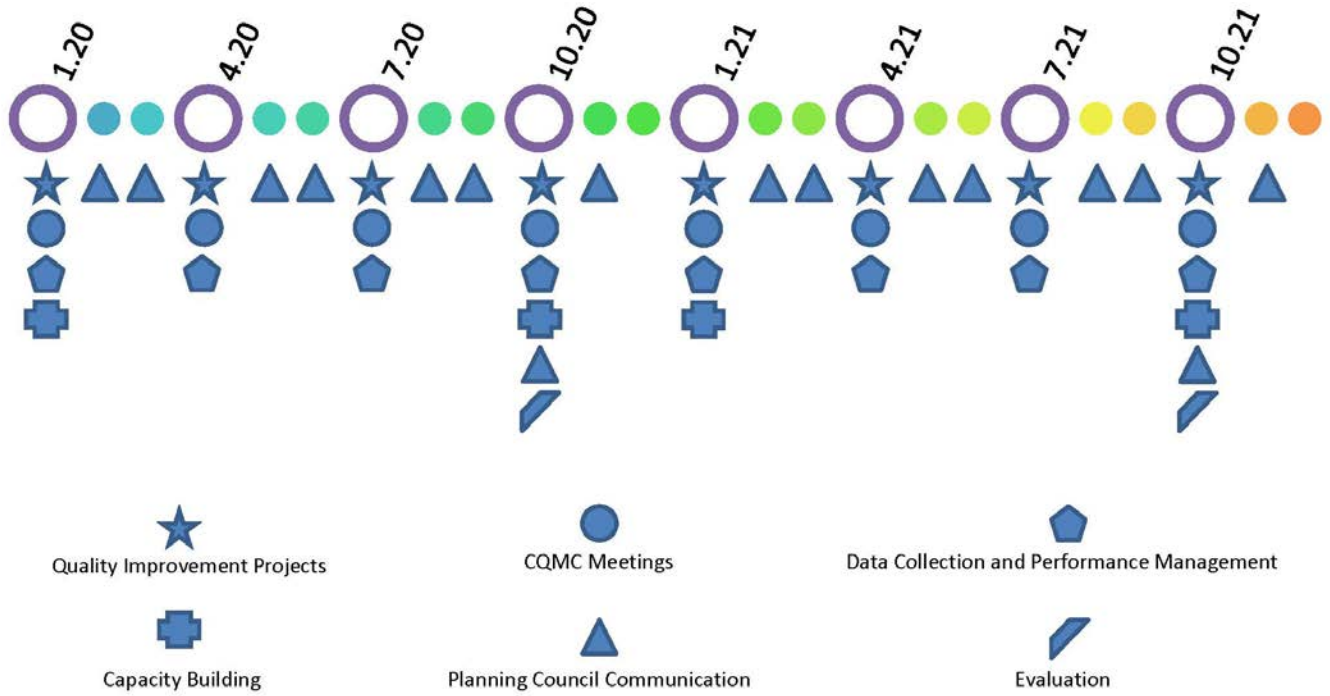 1.20
4.20
7.20
10.20
1.21
4.21
7.21
10.21
Quality Improvement Projects
CQMC Meetings
Data Collection and Performance Management
Capacity Building
Planning Council Communication
Evaluation